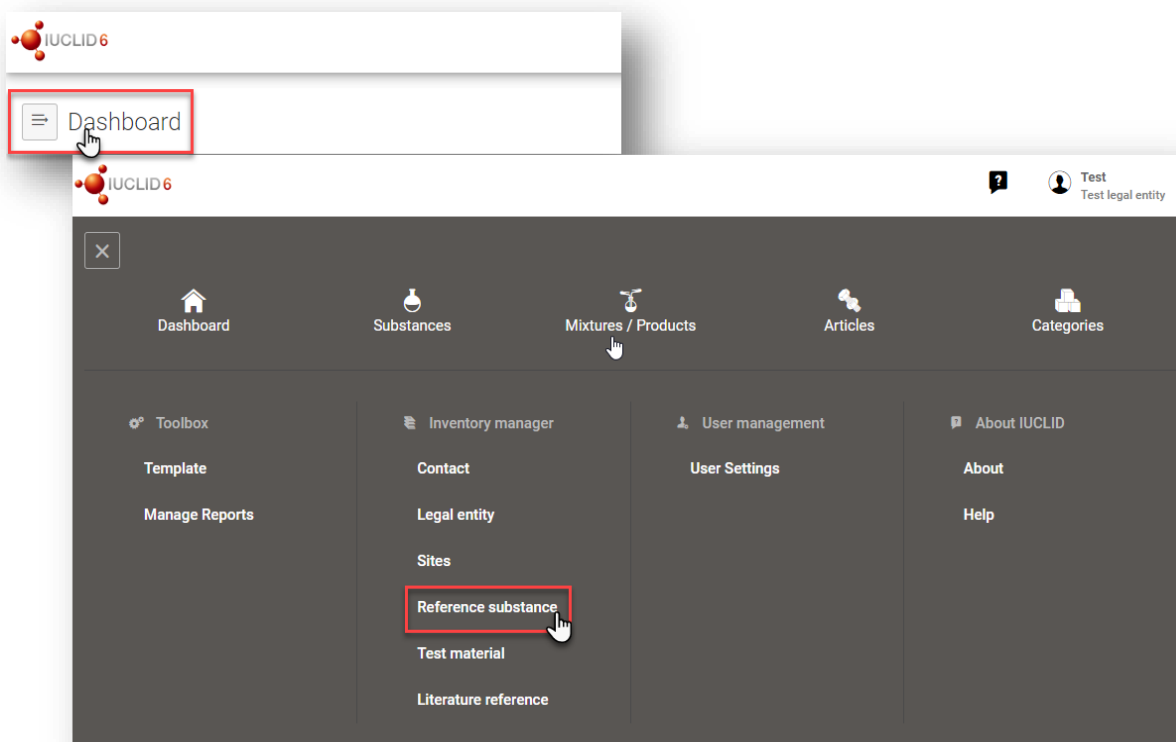 IUCLID 6
Dashboard
IUCLID 6
?
Test
Test legal entity
Dashboard
Substances
Mixtures / Products
Articles
Categories
Toolbox
Template
Manage Reports
Inventory manager
Contact
Legal entity
Sites
Reference substance
Test material
Literature reference
User management
User Settings
About IUCLID
About
Help